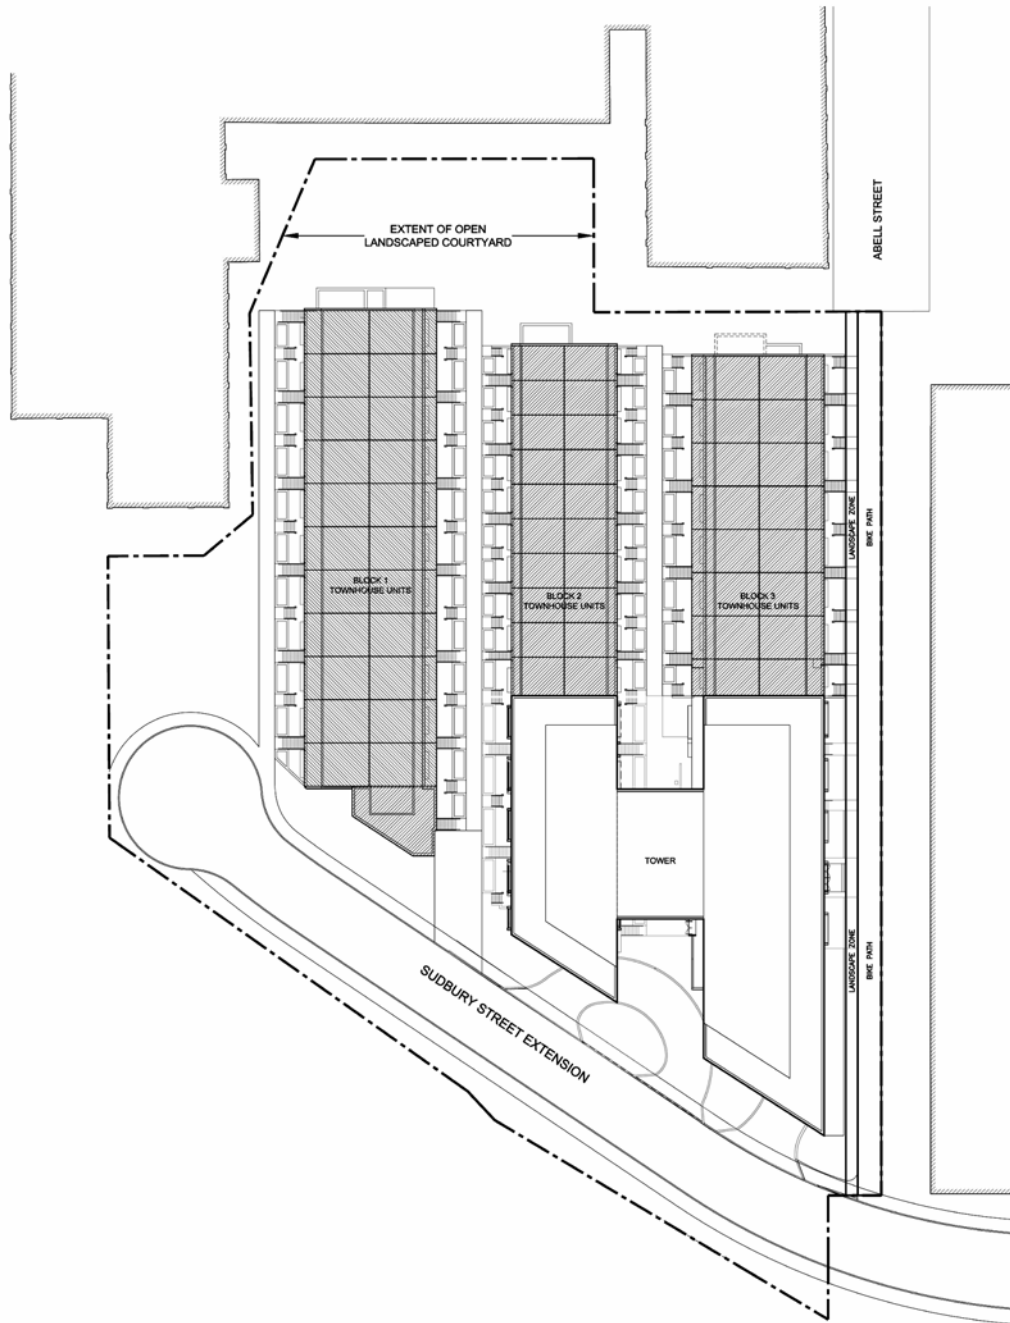 ABELL STREET
EXTENT OF OPEN
LANDSCAPED COURTYARD
LANDSCAPE ZONE
BIKE PATH
BLOCK 1
TOWNHOUSE UNITS
BLOCK 2
TOWNHOUSE UNITS
BLOCK 3
TOWNHOUSE UNITS
TOWER
LANDSCAPE ZONE
BIKE PATH
SUDBURY STREET EXTENSION